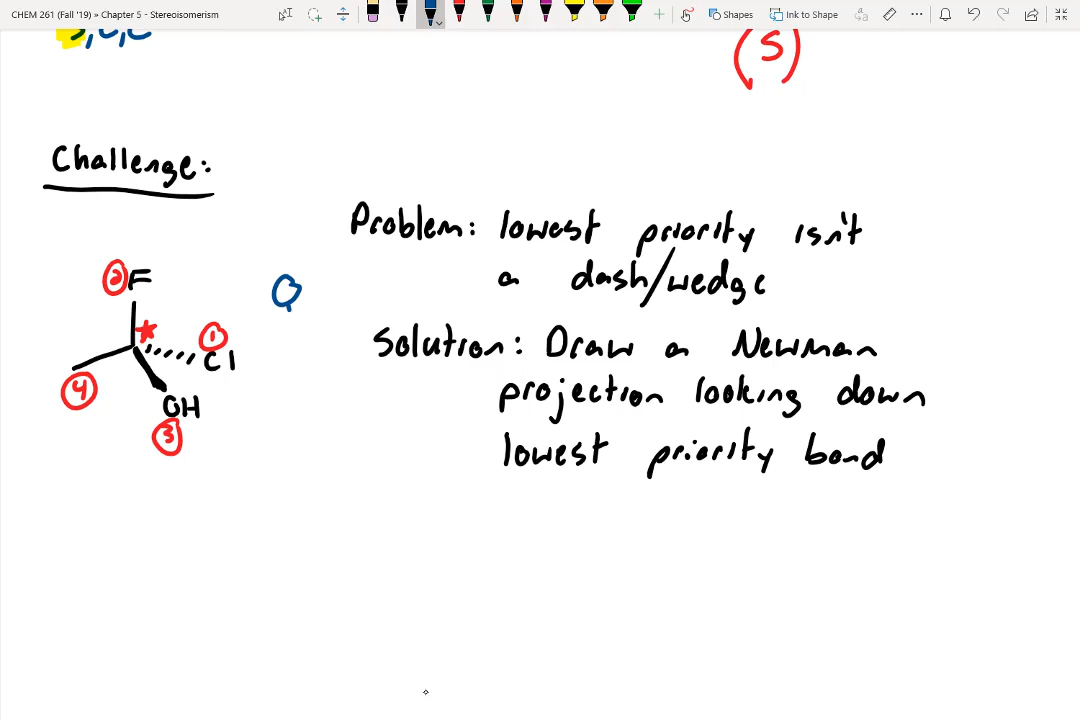 CHEM 261 (Fall '19) » Chapter 5 - Stereoisomerism
Shapes
Ink to Shape
(S)
Challenge:
Problem: lowest priority isn't
a dash/wedge
Solution: Draw a Newman
projection looking down
lowest priority bond
2 F
1
Cl
4
OH
3